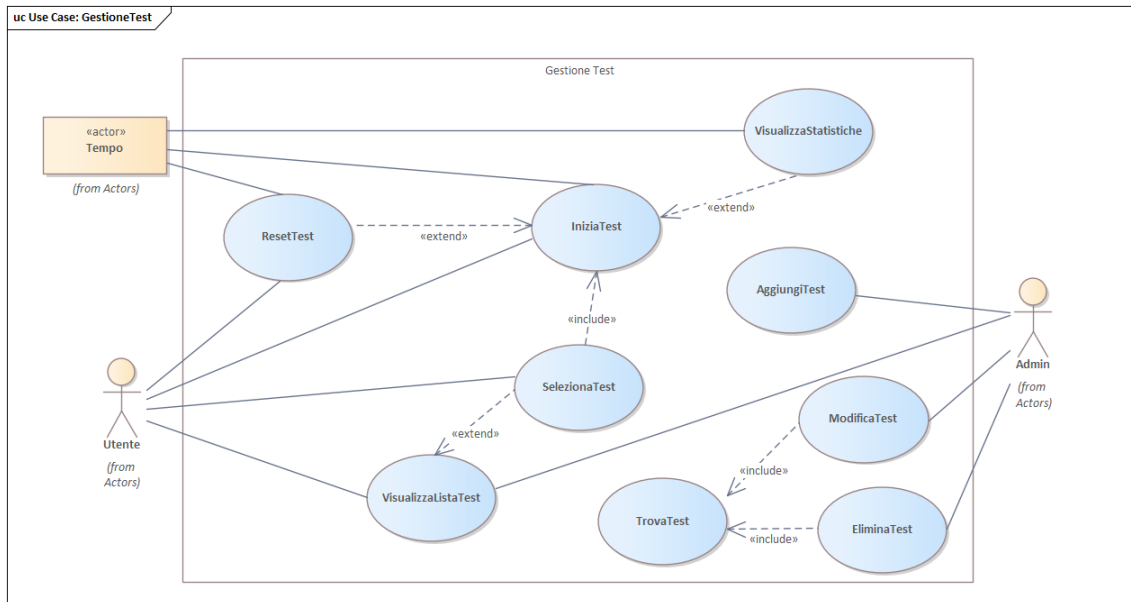 uc Use Case: GestioneTest
Gestione Test
«actor»
Tempo
(from Actors)
VisualizzaStatistiche
«extend»
ResetTest
«extend»
IniziaTest
AggiungiTest
«include»
Admin
(from
Actors)
SelezionaTest
ModificaTest
Utente
(from
Actors)
«extend»
VisualizzaListaTest
«include»
TrovaTest
«include»
EliminaTest